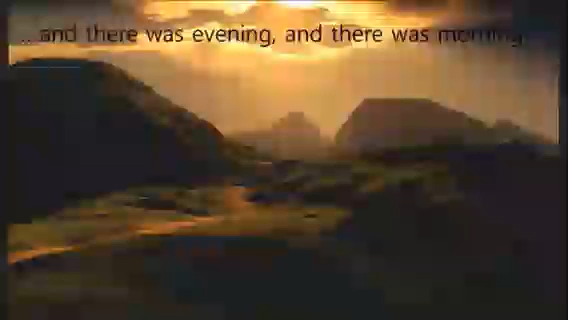 ... and there was evening, and there was morning